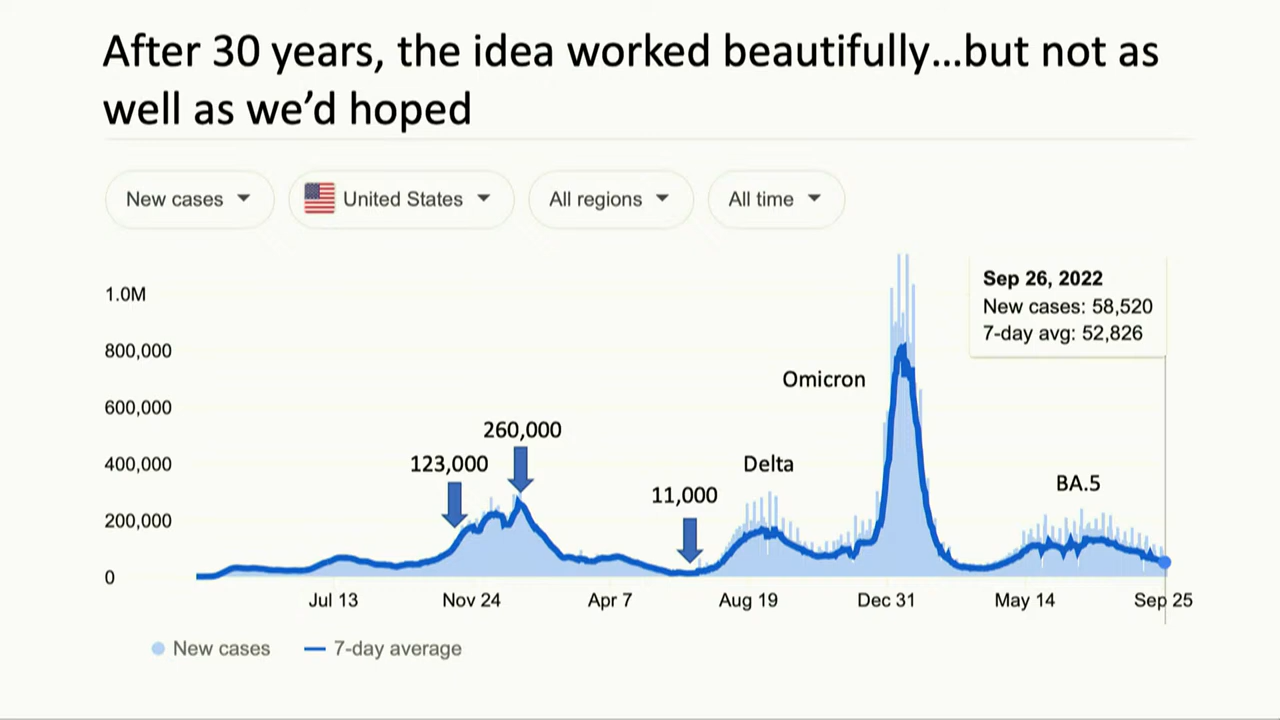 After 30 years, the idea worked beautifully...but not as
well as we'd hoped
New cases
United States
All regions
All time
Sep 26, 2022
New cases: 58,520
7-day avg: 52,826
1.0M
800,000
600,000
400,000
200,000
0
123,000
260,000
11,000
Delta
Omicron
BA.5
Jul 13
Nov 24
Apr 7
Aug 19
Dec 31
May 14
Sep 25
New cases
7-day average